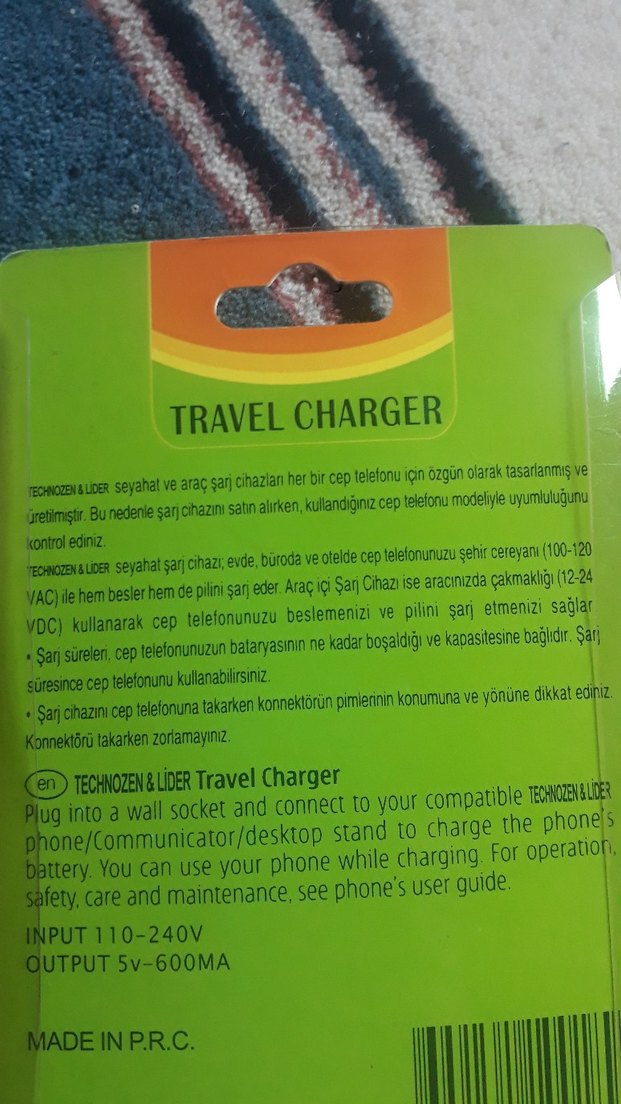 TRAVEL CHARGER
TECHNOZEN & LİDER seyahat ve araç şarj cihazları her bir cep telefonu için özgün olarak tasarlanmış ve
üretilmiştir. Bu nedenle şarj cihazını satın alırken, kullandığınız cep telefonu modeliyle uyumluluğunu
kontrol ediniz.
TECHNOZEN & LİDER seyahat şarj cihazı; evde, büroda ve otelde cep telefonunuzu şehir cereyanı (100-120
VAC) ile hem besler hem de pilini şarj eder. Araç içi Şarj Cihazı ise aracınızda çakmaklığı (12-24
VDC) kullanarak cep telefonunuzu beslemenizi ve pilini şarj etmenizi sağlar
• Şarj süreleri, cep telefonunuzun bataryasının ne kadar boşaldığı ve kapasitesine bağlıdır. Şarj
süresince cep telefonunu kullanabilirsiniz.
• Şarj cihazını cep telefonuna takarken konnektörün pimlerinin konumuna ve yönüne dikkat ediniz.
Konnektörü takarken zorlamayınız.
en TECHNOZEN & LİDER Travel Charger
Plug into a wall socket and connect to your compatible TECHNOZEN & LİDER
phone/Communicator/desktop stand to charge the phone's
battery. You can use your phone while charging. For operation,
safety, care and maintenance, see phone's user guide.
INPUT 110-240V
OUTPUT 5v-600MA
MADE IN P.R.C.